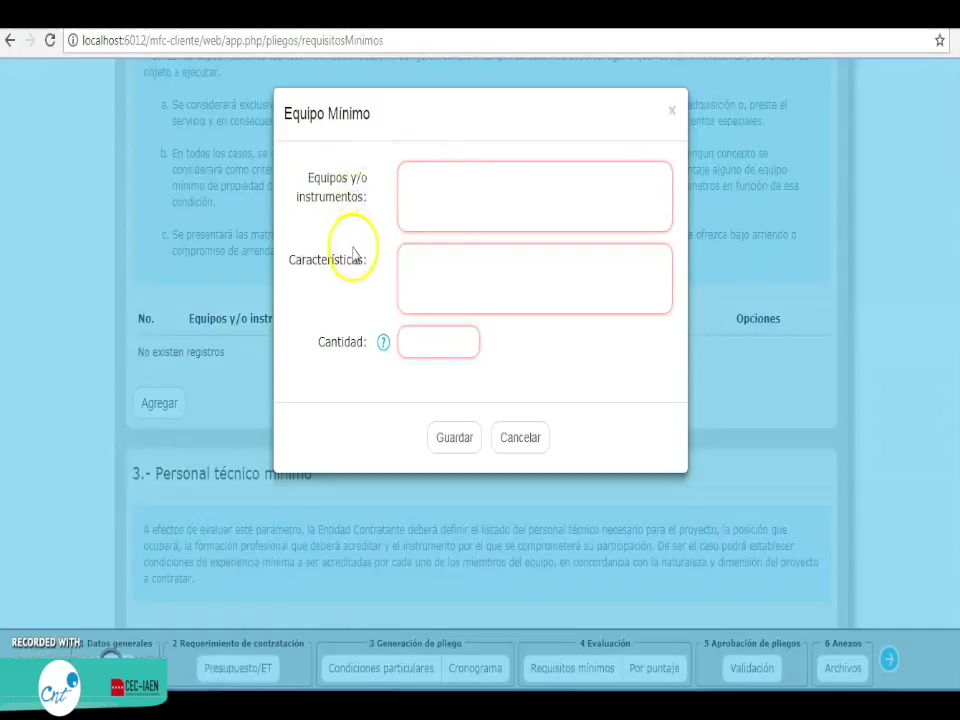 localhost:6012/mfc-cliente/web/app.php/pliegos/requisitosMinimos
objeto a ejecutar.
a. Se considerará
adquisición o, preste el
servicio y en
entos especiales.
b. En todos los casos, se
ningún concepto se
considerará como
ntaje alguno de equipo
mínimo de propiedad
metros en función de esa
condición.
c. Se presentará las
e ofrezca bajo arriendo o
compromiso de
Equipo Mínimo
×
Equipos y/o
instrumentos:
Características:
Cantidad:
?
Guardar
Cancelar
No.
Equipos y/o instr
Opciones
No existen registros
Agregar
3.- Personal técnico mínimo
A efectos de evaluar este parámetro, la Entidad Contratante deberá definir el listado del personal técnico necesario para el proyecto, la posición que
ocupará, la formación profesional que deberá acreditar y el instrumento por el que se comprometerá su participación. De ser el caso podrá establecer
condiciones de experiencia mínima a ser acreditadas por cada uno de los miembros del equipo, en concordancia con la naturaleza y dimensión del proyecto
a contratar.
RECORDED WITH
1 Datos generales
2 Requerimiento de contratación
3 Generación de pliego
4 Evaluación
5 Aprobación de pliegos
6 Anexos
Presupuesto/ET
Condiciones particulares
Cronograma
Requisitos mínimos
Por puntaje
Validación
Archivos
Cnt
CEC-IAEN